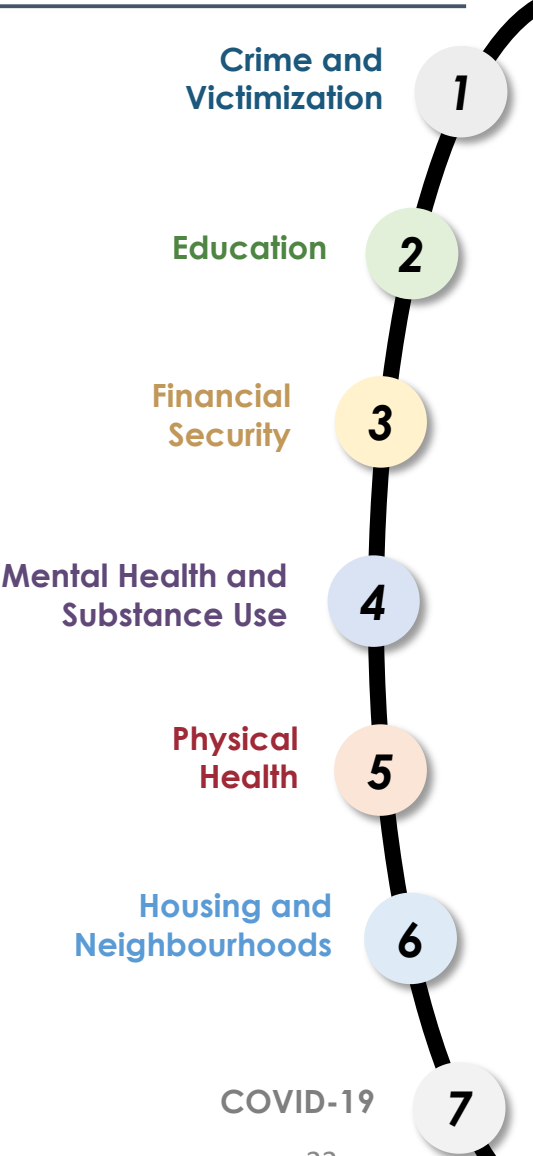 Crime and
Victimization
1
Education
2
Financial
Security
3
Mental Health and
Substance Use
4
Physical
Health
5
Housing and
Neighbourhoods
6
COVID-19
7